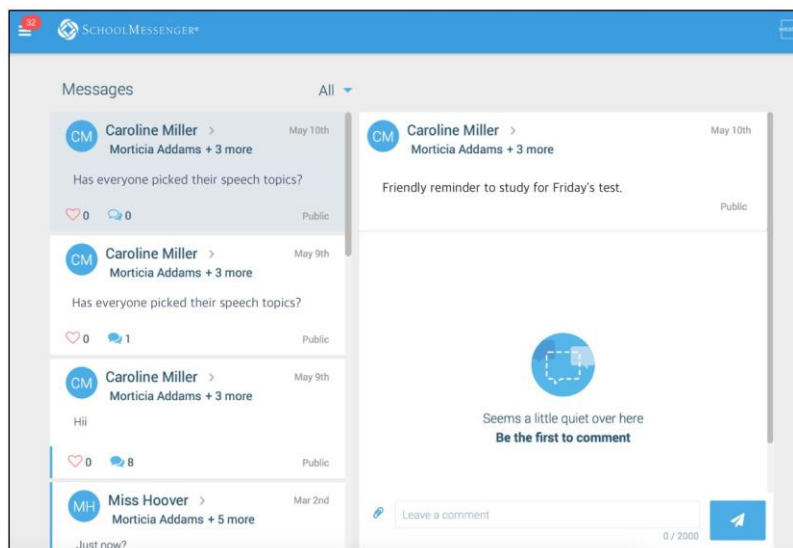 32
SCHOOLMESSENGER®
Messages
All
CM
Caroline Miller >
May 10th
Morticia Addams + 3 more
Has everyone picked their speech topics?
0
0
Public
CM
Caroline Miller >
May 9th
Morticia Addams + 3 more
Has everyone picked their speech topics?
0
1
Public
CM
Caroline Miller >
May 9th
Morticia Addams + 3 more
Hii
0
8
Public
MH
Miss Hoover >
Mar 2nd
Morticia Addams + 5 more
Just now?
CM
Caroline Miller >
May 10th
Morticia Addams + 3 more
Friendly reminder to study for Friday's test.
Public
Seems a little quiet over here
Be the first to comment
Leave a comment
0 / 2000